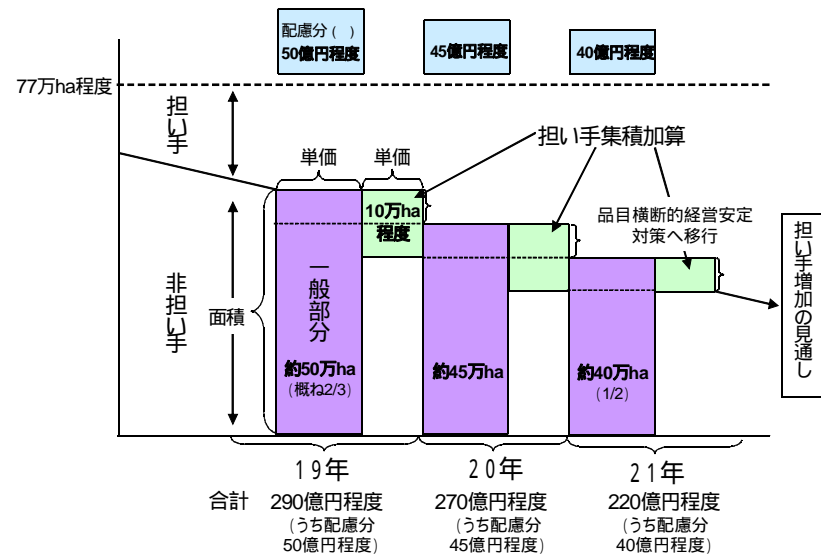 配慮分（　）
50億円程度
45億円程度
40億円程度
77万ha程度
担い手
単価
単価
担い手集積加算
10万ha
程度
品目横断的経営安定
対策へ移行
担い手増加の見通し
非担い手
面積
一般部分
約50万ha
（概ね2/3）
約45万ha
約40万ha
（1/2）
19年
20年
21年
合計
290億円程度
（うち配慮分
50億円程度）
270億円程度
（うち配慮分
45億円程度）
220億円程度
（うち配慮分
40億円程度）